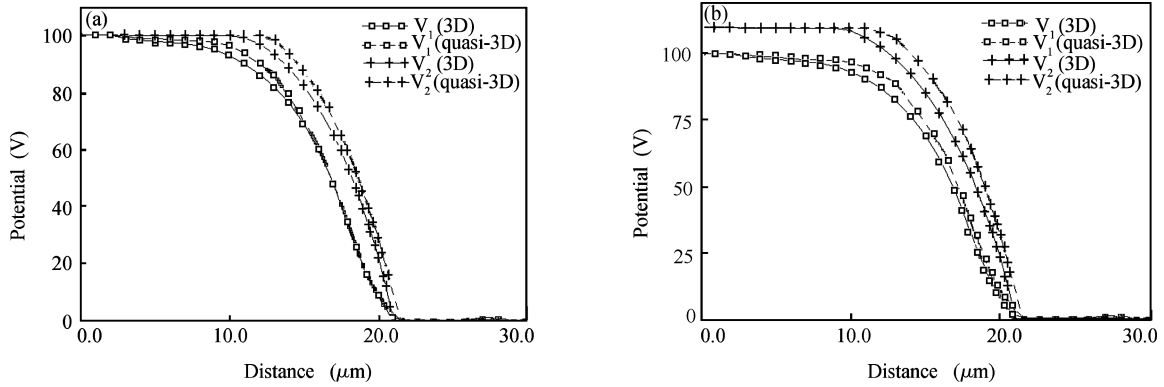 (a)
V1 (3D)
V1 (quasi-3D)
V2 (3D)
V2 (quasi-3D)
100
80
60
40
20
0
0.0
10.0
20.0
30.0
Potential (V)
Distance (μm)
(b)
V1 (3D)
V1 (quasi-3D)
V2 (3D)
V2 (quasi-3D)
100
75
50
25
0
0.0
10.0
20.0
30.0
Potential (V)
Distance (μm)